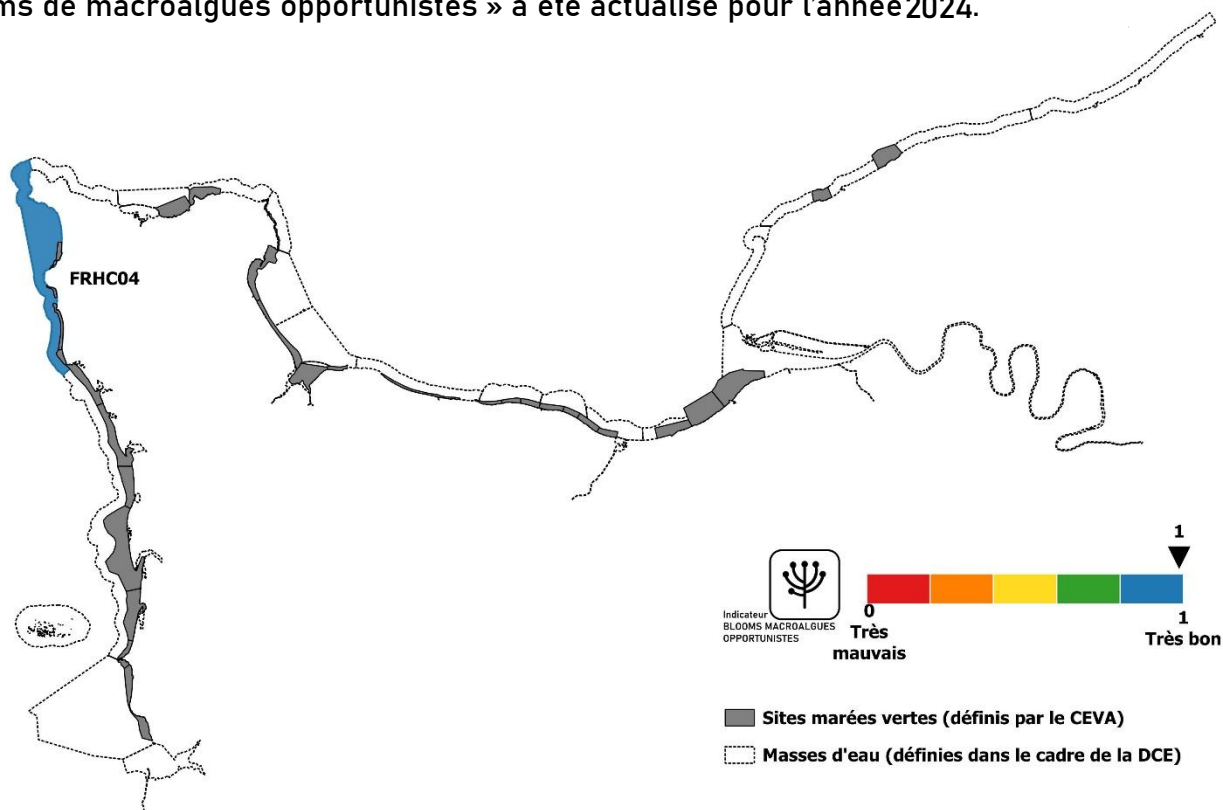 ms de macroalgues opportunistes » a été actualisé pour l'année 2024.
FRHC04
1
Indicateur
BLOOMS MACROALGUES
OPPORTUNISTES
0
Très
mauvais
1
Très bon
Sites marées vertes (définis par le CEVA)
Masses d'eau (définies dans le cadre de la DCE)